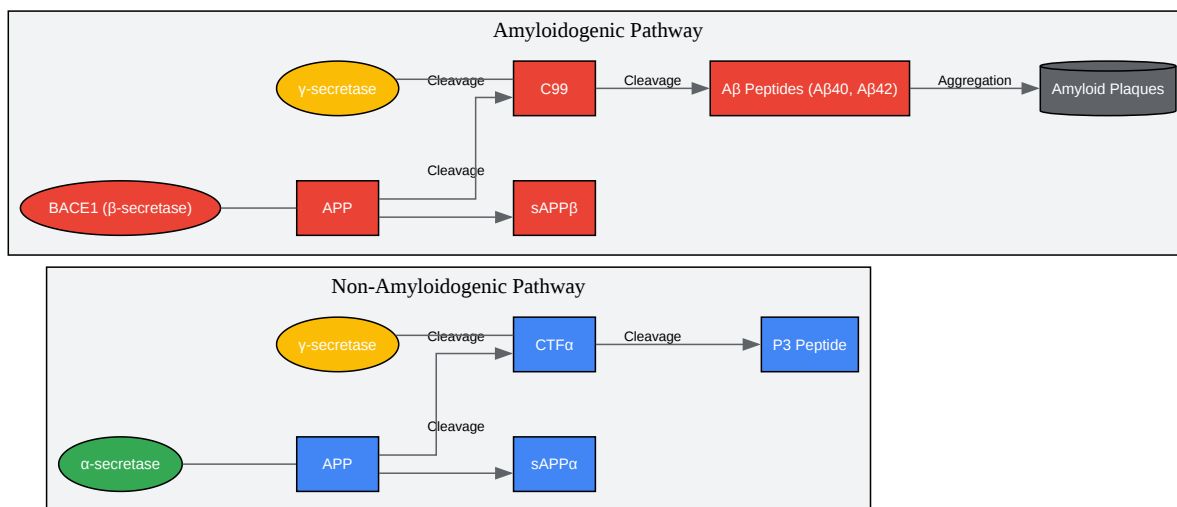 Amyloidogenic Pathway
γ-secretase
Cleavage
C99
Cleavage
Aβ Peptides (Aβ40, Aβ42)
Aggregation
Amyloid Plaques
Cleavage
BACE1 (β-secretase)
APP
sAPPβ
Non-Amyloidogenic Pathway
γ-secretase
Cleavage
CTFα
Cleavage
P3 Peptide
Cleavage
α-secretase
APP
sAPPα